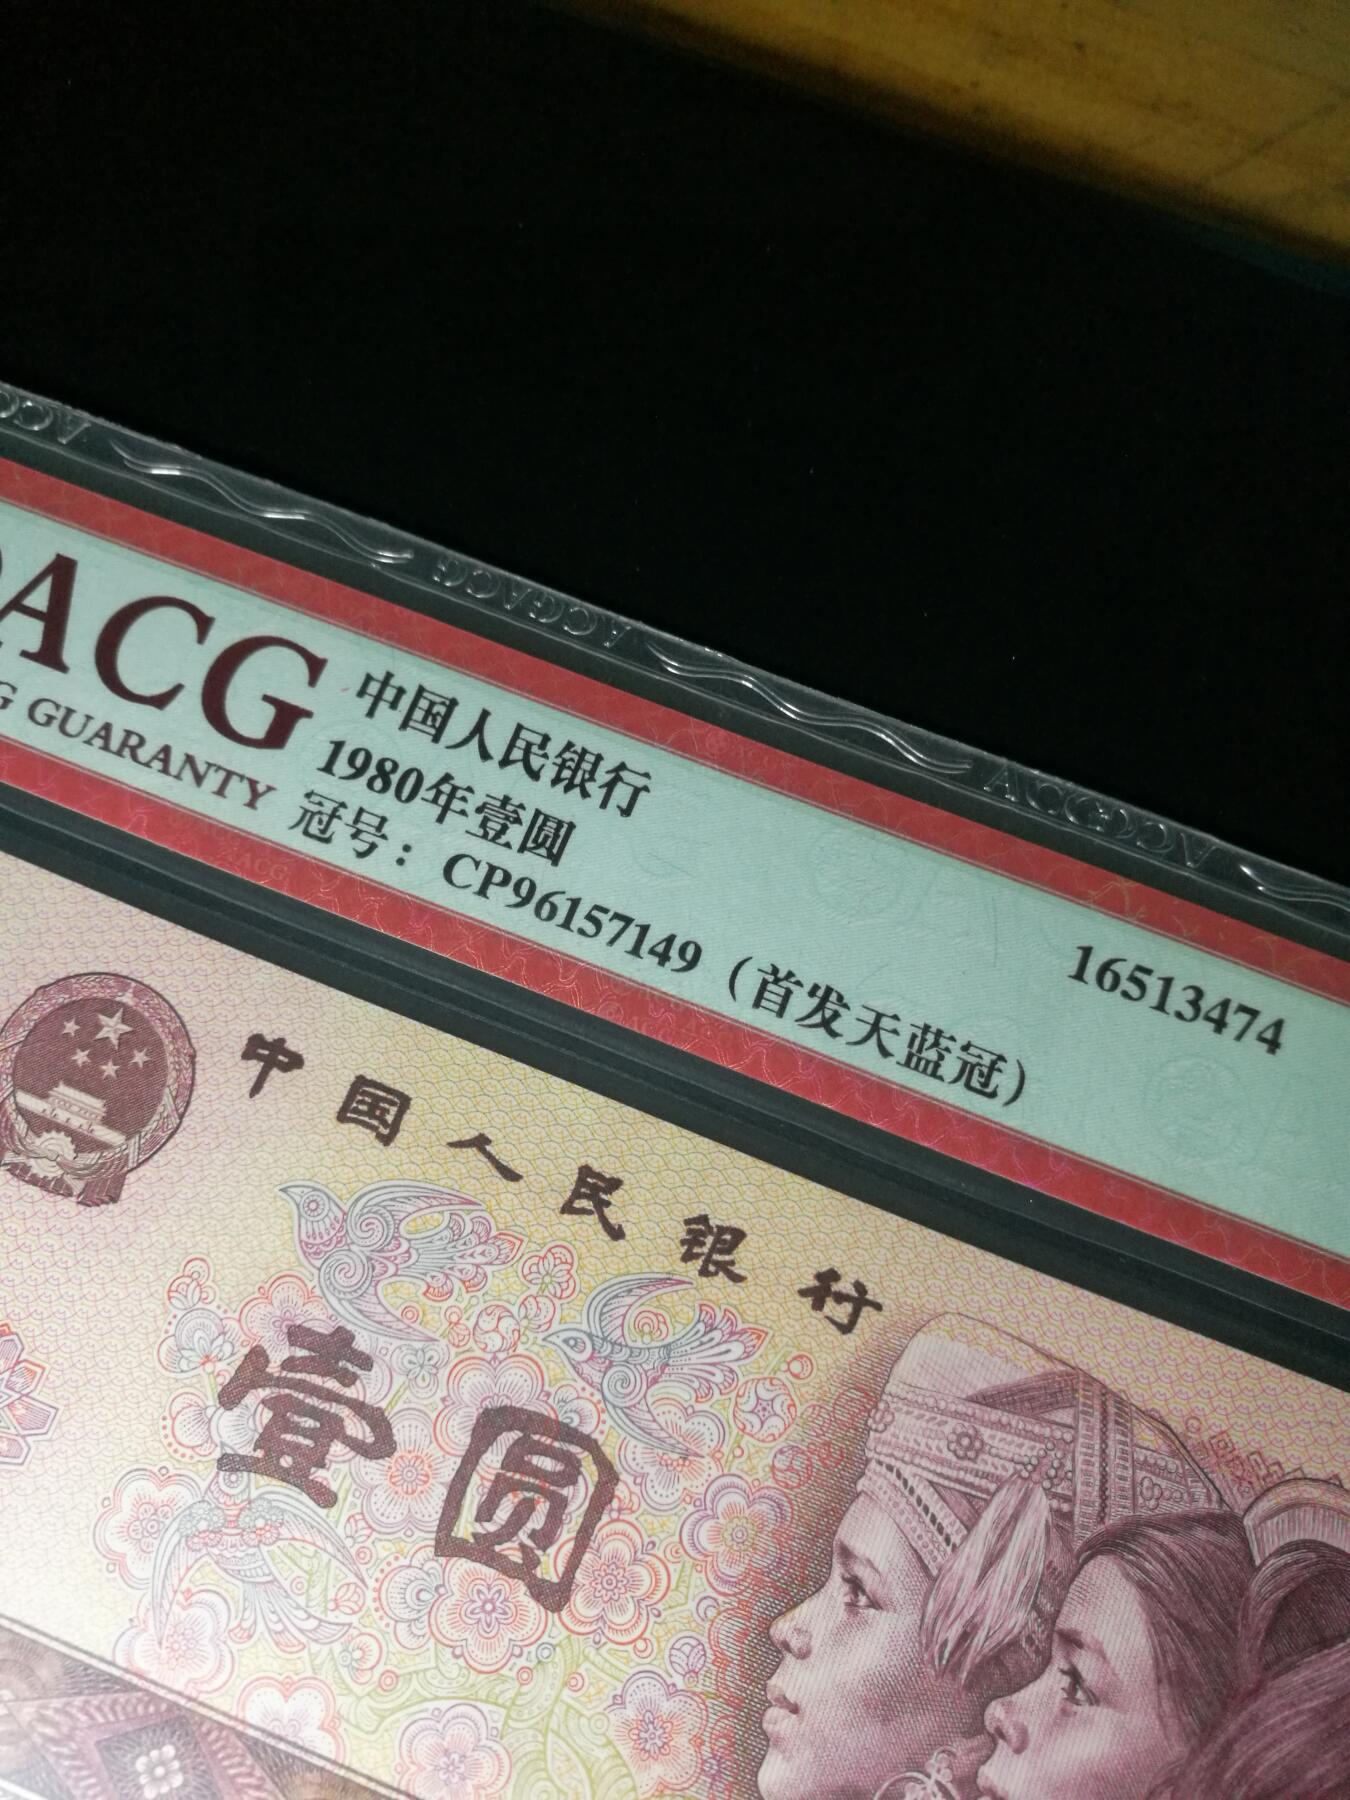 ACG
G GUARANTY
中国人民银行
1980年壹圆
冠号：CP96157149（首发天蓝冠）
16513474
中国人民银行
壹圆